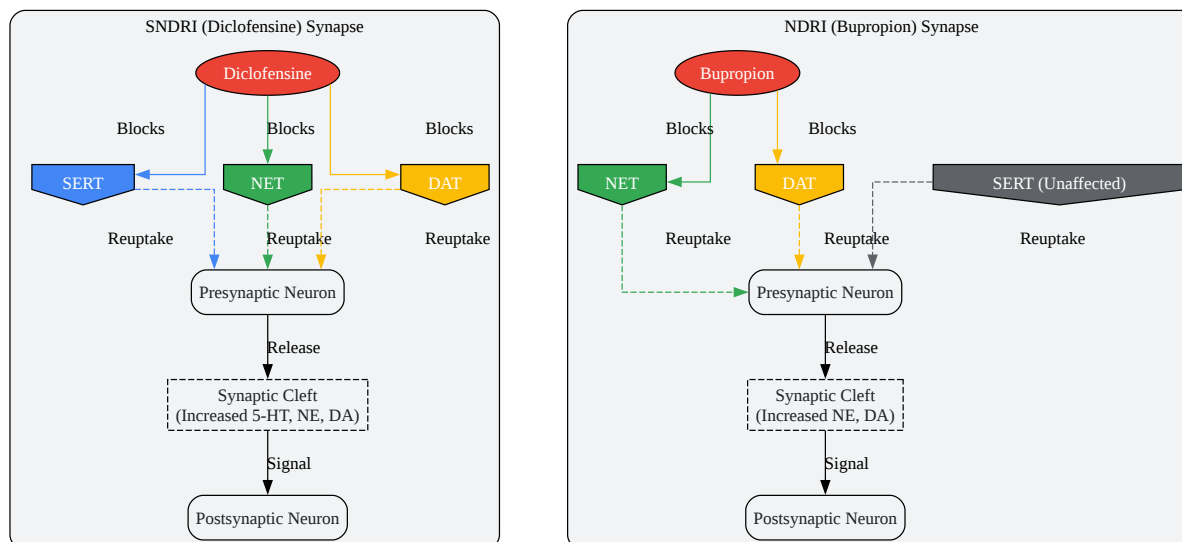 SNDRI (Diclofensine) Synapse
Diclofensine
Blocks
Blocks
Blocks
SERT
NET
DAT
Reuptake
Reuptake
Reuptake
Presynaptic Neuron
Release
Synaptic Cleft
(Increased 5-HT, NE, DA)
Signal
Postsynaptic Neuron
NDRI (Bupropion) Synapse
Bupropion
Blocks
Blocks
NET
DAT
SERT (Unaffected)
Reuptake
Reuptake
Reuptake
Presynaptic Neuron
Release
Synaptic Cleft
(Increased NE, DA)
Signal
Postsynaptic Neuron